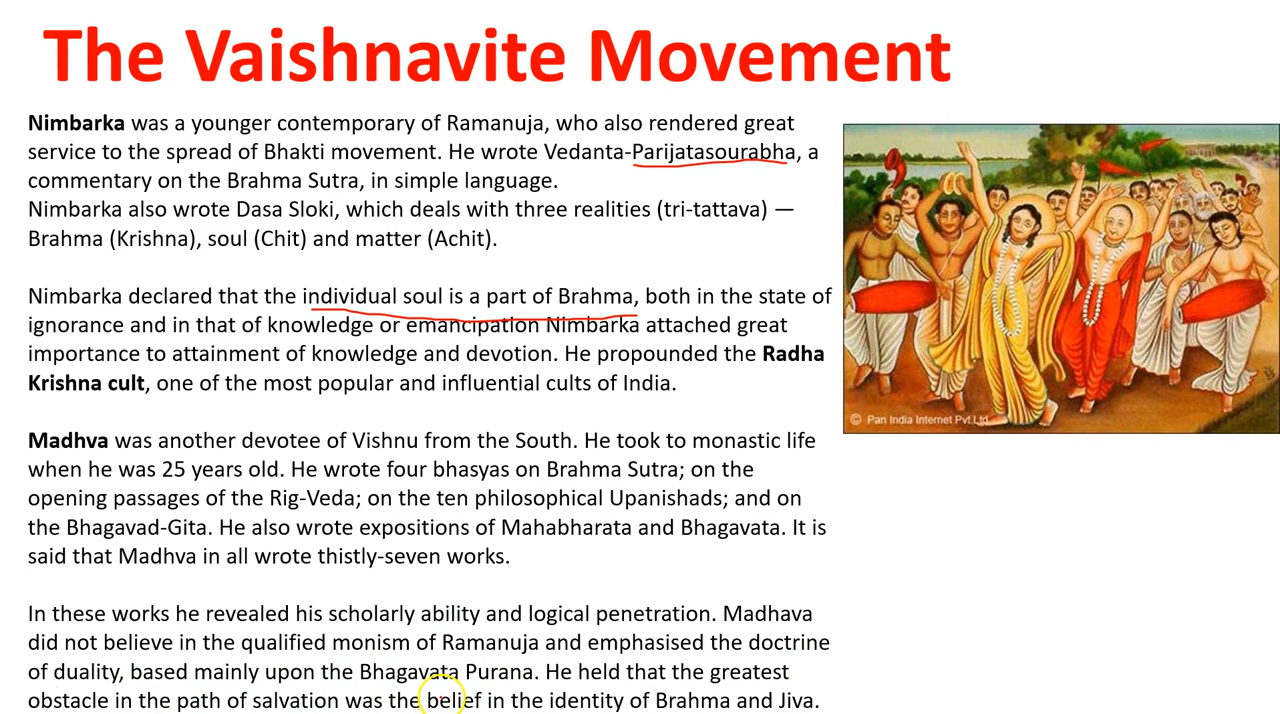 The Vaishnavite Movement
Nimbarka was a younger contemporary of Ramanuja, who also rendered great
service to the spread of Bhakti movement. He wrote Vedanta-Parijatasourabha, a
commentary on the Brahma Sutra, in simple language.
Nimbarka also wrote Dasa Sloki, which deals with three realities (tri-tattava) —
Brahma (Krishna), soul (Chit) and matter (Achit).
Nimbarka declared that the individual soul is a part of Brahma, both in the state of
ignorance and in that of knowledge or emancipation Nimbarka attached great
importance to attainment of knowledge and devotion. He propounded the Radha
Krishna cult, one of the most popular and influential cults of India.
Madhva was another devotee of Vishnu from the South. He took to monastic life
when he was 25 years old. He wrote four bhasyas on Brahma Sutra; on the
opening passages of the Rig-Veda; on the ten philosophical Upanishads; and on
the Bhagavad-Gita. He also wrote expositions of Mahabharata and Bhagavata. It is
said that Madhva in all wrote thistly-seven works.
In these works he revealed his scholarly ability and logical penetration. Madhava
did not believe in the qualified monism of Ramanuja and emphasised the doctrine
of duality, based mainly upon the Bhagavata Purana. He held that the greatest
obstacle in the path of salvation was the belief in the identity of Brahma and Jiva.
© Pan India Internet Pvt Ltd